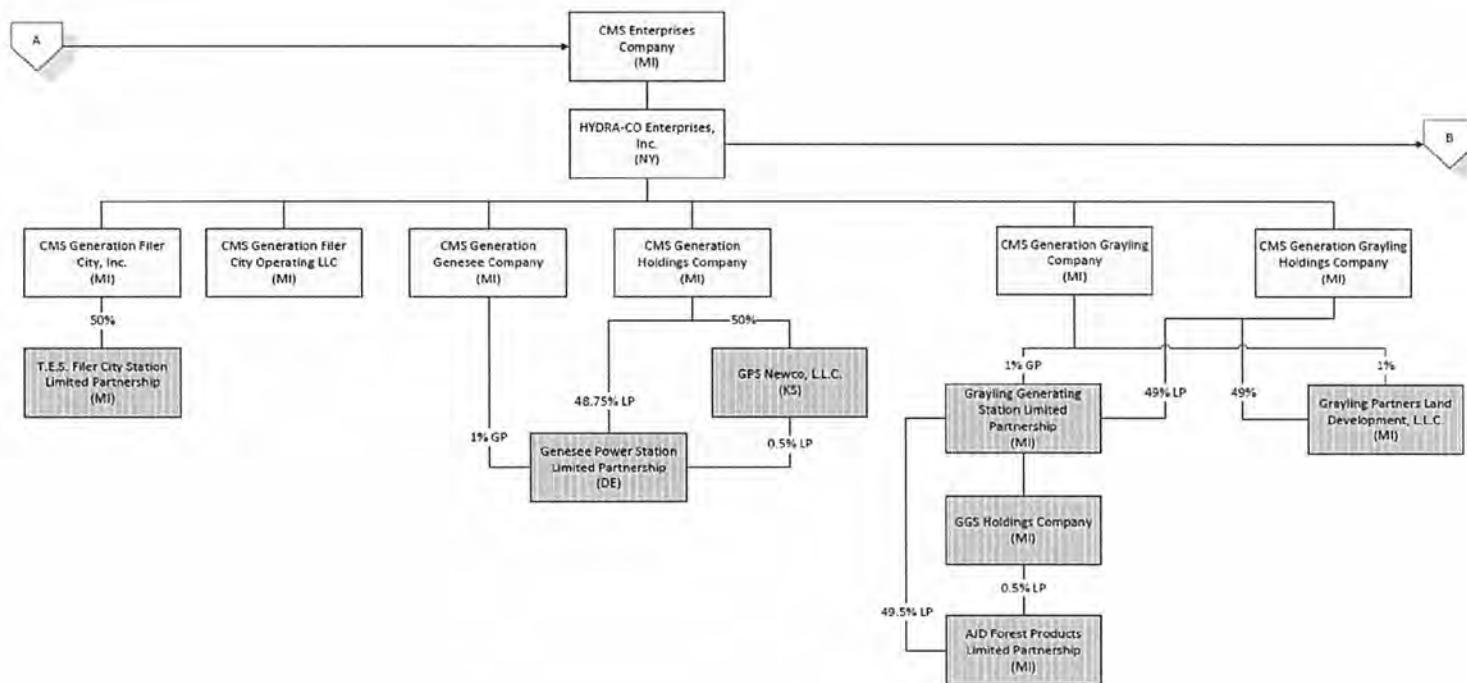 A
CMS Enterprises
Company
(MI)
HYDRA-CO Enterprises,
Inc.
(NY)
B
CMS Generation Filer
City, Inc.
(MI)
CMS Generation Filer
City Operating LLC
(MI)
CMS Generation
Genesee Company
(MI)
CMS Generation
Holdings Company
(MI)
CMS Generation Grayling
Company
(MI)
CMS Generation Grayling
Holdings Company
(MI)
50%
50%
T.E.S. Filer City Station
Limited Partnership
(MI)
GPS Newco, L.L.C.
(KS)
48.75% LP
1% GP
0.5% LP
Genesee Power Station
Limited Partnership
(DE)
1% GP
49% LP
49%
1%
Grayling Generating
Station Limited
Partnership
(MI)
Grayling Partners Land
Development, L.L.C.
(MI)
GGS Holdings Company
(MI)
0.5% LP
49.5% LP
AJD Forest Products
Limited Partnership
(MI)